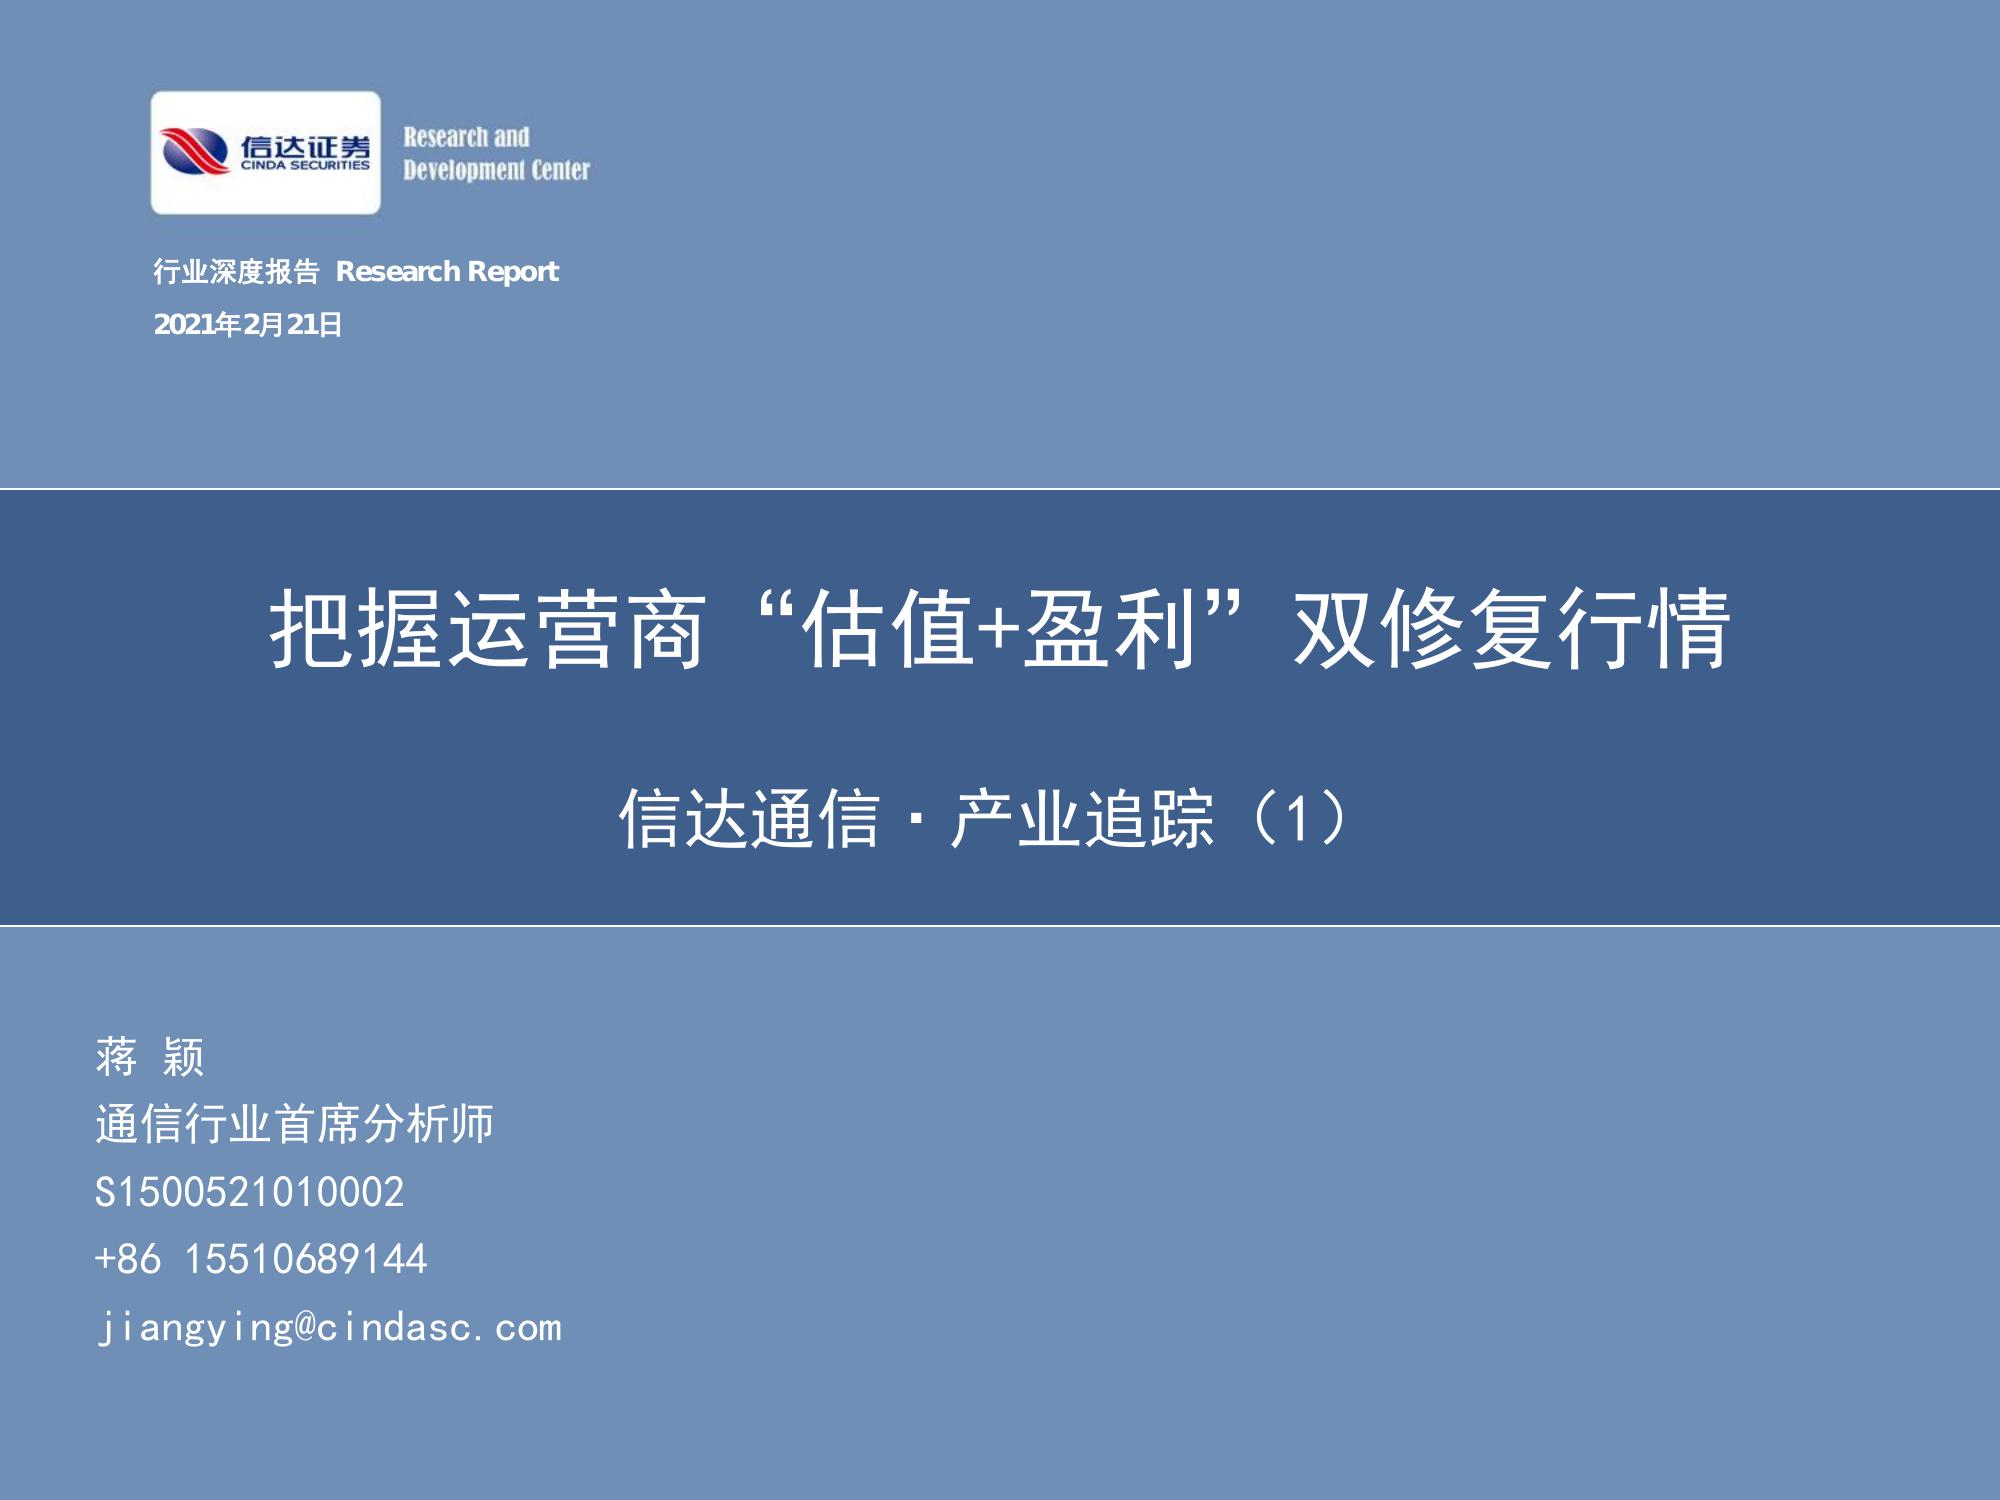 信达证券
CINDA SECURITIES
Research and
Development Center
行业深度报告 Research Report
2021年2月21日
把握运营商“估值+盈利”双修复行情
信达通信·产业追踪（1）
蒋 颖
通信行业首席分析师
S1500521010002
+86 15510689144
jiangying@cindasc.com